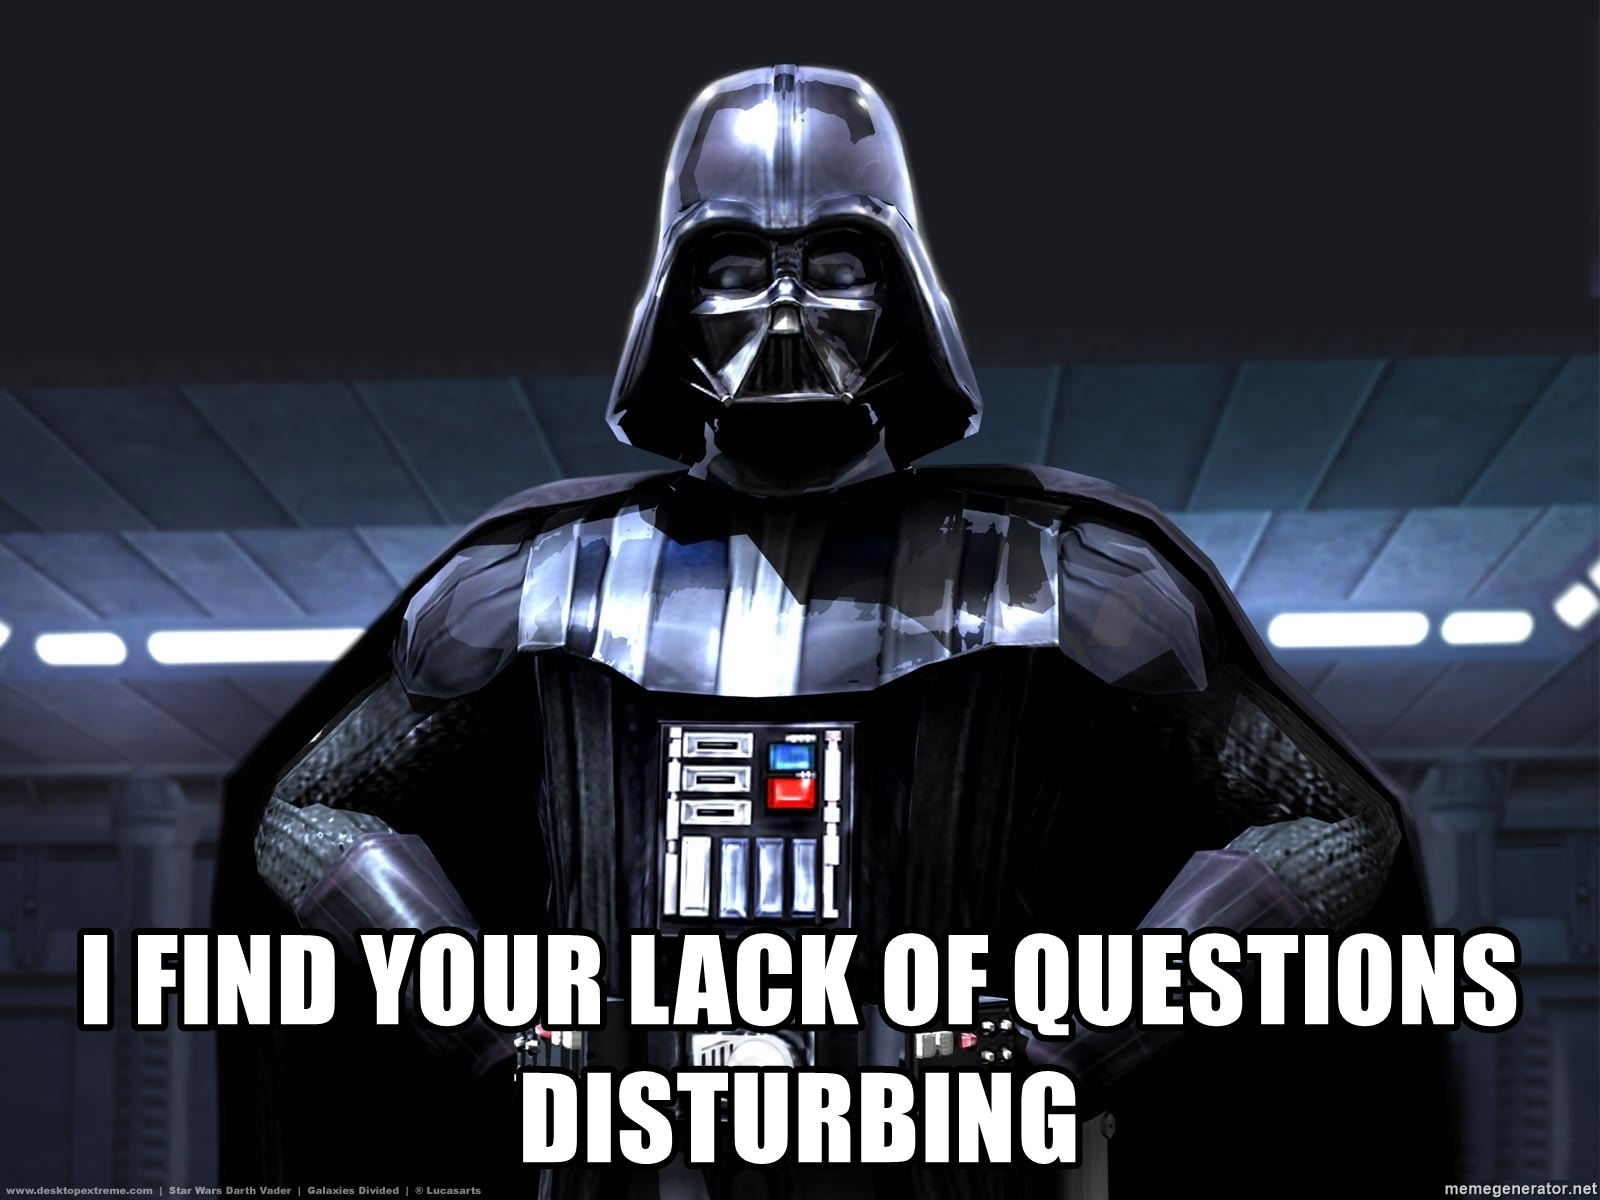 I FIND YOUR LACK OF QUESTIONS
DISTURBING
www.desktopextreme.com | Star Wars Darth Vader | Galaxies Divided | ® Lucasarts
memegenerator.net